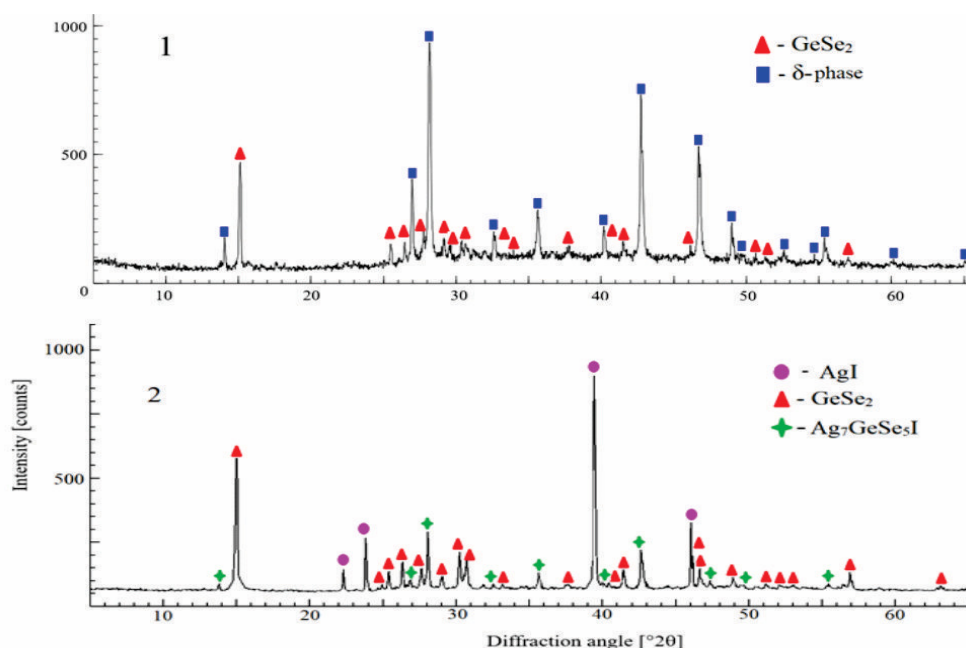 1000
1
- GeSe₂
- δ-phase
500
0 10 20 30 40 50 60
1000
2
- AgI
- GeSe₂
- Ag₇GeSe₅I
Intensity [counts]
500
10 20 30 40 50 60
Diffraction angle [°2θ]